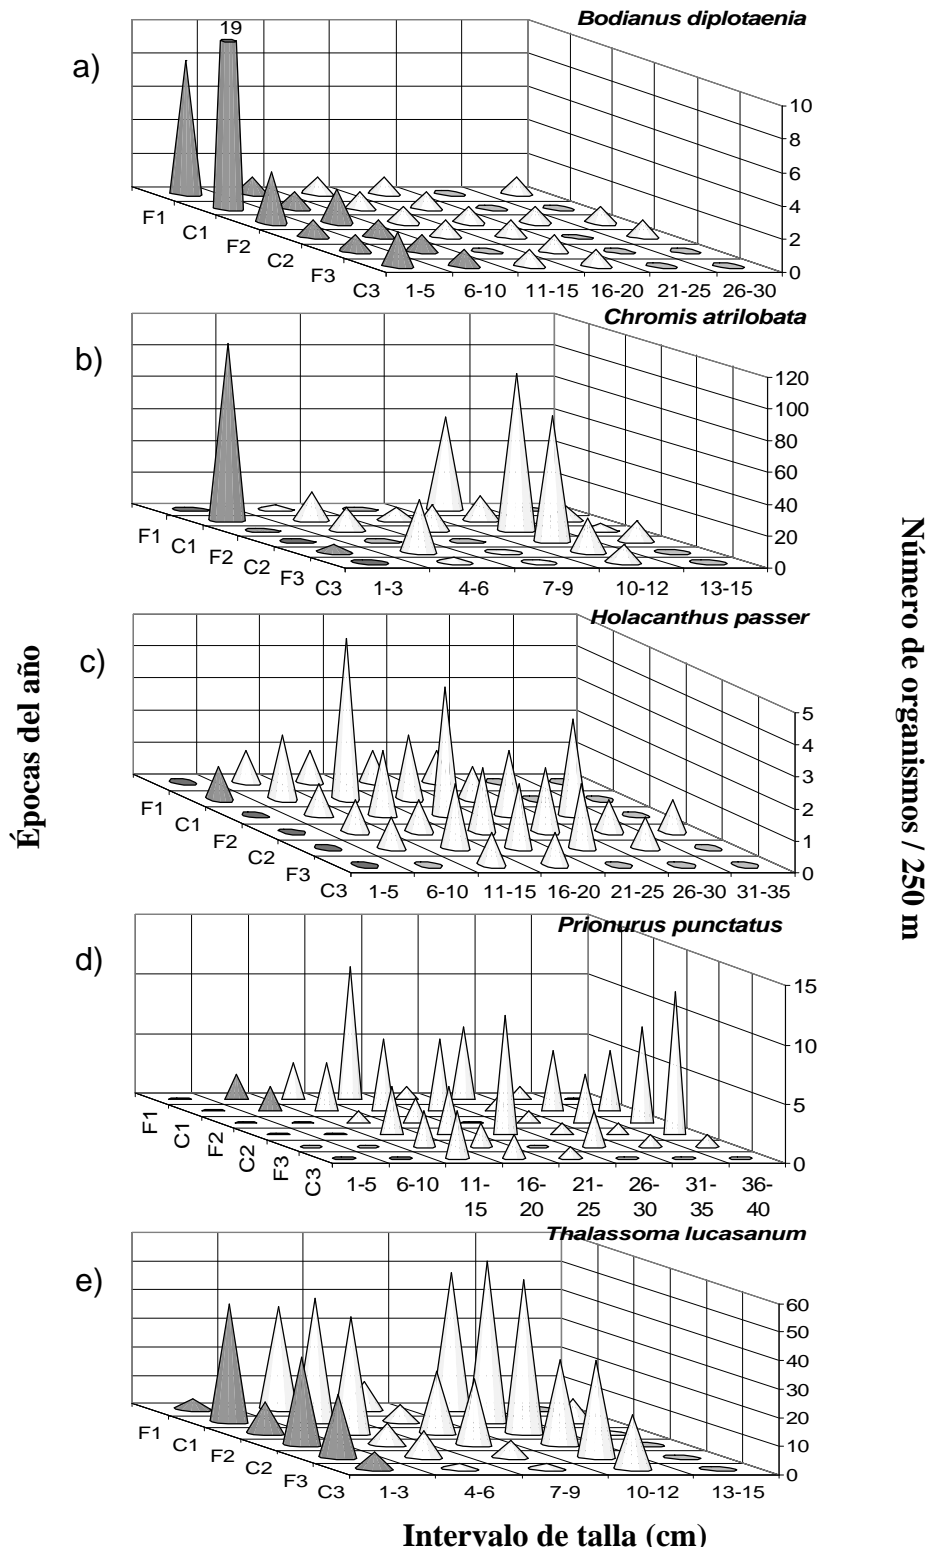 Bodianus diplotaenia
19
a)
10
8
6
4
2
0
F1
C1
F2
C2
F3
C3
1-5 6-10 11-15 16-20 21-25 26-30
Chromis atrilobata
b)
120
100
80
60
40
20
0
F1
C1
F2
C2
F3
C3
1-3 4-6 7-9 10-12 13-15
Holacanthus passer
c)
5
4
3
2
1
0
F1
C1
F2
C2
F3
C3
1-5 6-10 11-15 16-20 21-25 26-30 31-35
Prionurus punctatus
d)
15
10
5
0
F1
C1
F2
C2
F3
C3
1-5 6-10 11-15 16-20 21-25 26-30 31-35 36-40
Thalassoma lucasanum
e)
60
50
40
30
20
10
0
F1
C1
F2
C2
F3
C3
1-3 4-6 7-9 10-12 13-15
Épocas del año
Número de organismos / 250 m
Intervalo de talla (cm)